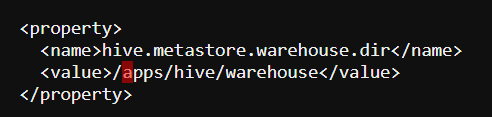 <property>
<name>hive.metastore.warehouse.dir</name>
<value>/apps/hive/warehouse</value>
</property>